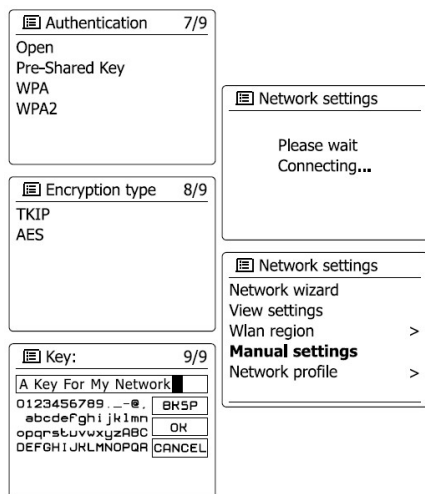 Authentication 7/9
Open
Pre-Shared Key
WPA
WPA2
Encryption type 8/9
TKIP
AES
Key: 9/9
A Key For My Network
0123456789._-@,
abcdefghijklmn
opqrstuvwxyzABC
DEFGHIJKLMNOPQR
BKSP
OK
CANCEL
Network settings
Please wait
Connecting...
Network settings
Network wizard
View settings
Wlan region >
Manual settings
Network profile >